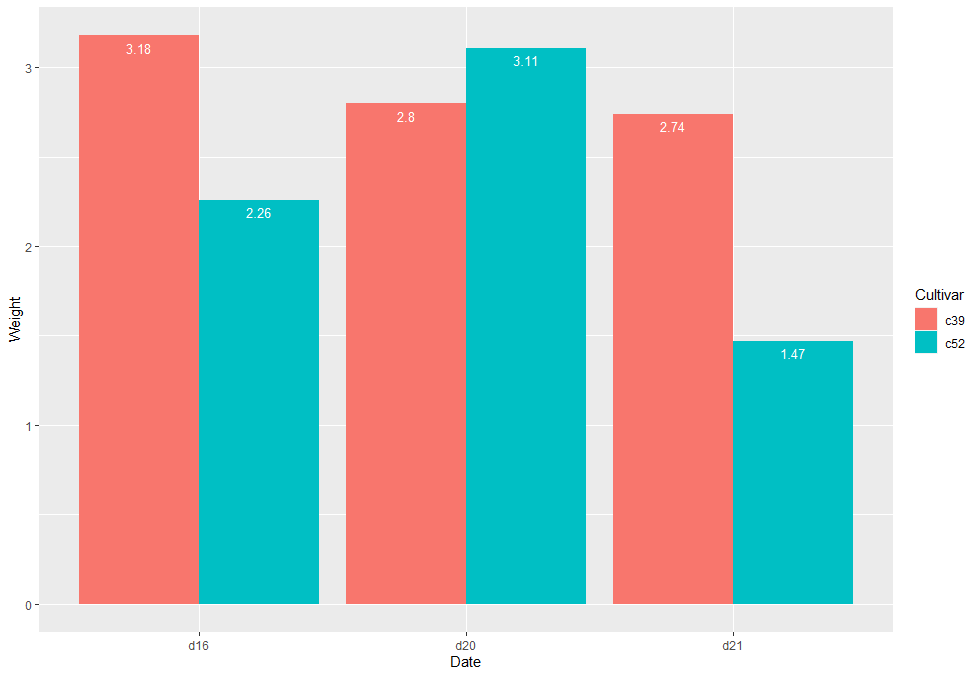 3.18
2.8
3.11
2.74
2.26
1.47
3
2
1
0
Weight
d16 d20 d21
Date
Cultivar
c39
c52